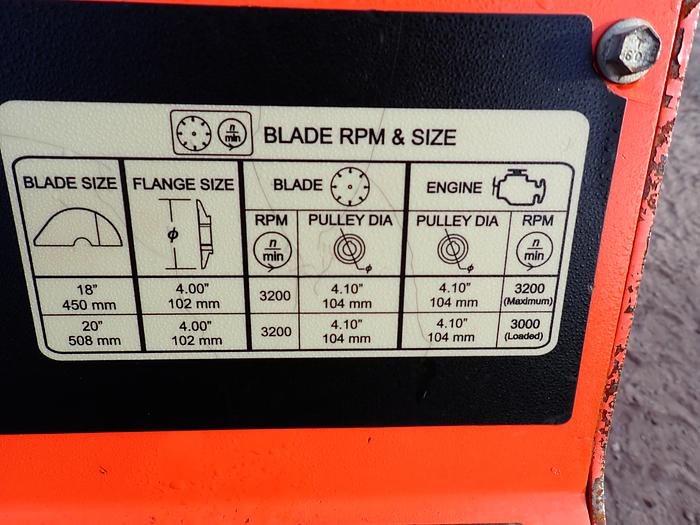 n/min BLADE RPM & SIZE
BLADE SIZE FLANGE SIZE BLADE ENGINE
RPM PULLEY DIA PULLEY DIA RPM
ø n/min ø ø n/min
18" 4.00" 3200 4.10" 4.10" 3200
450 mm 102 mm 104 mm 104 mm (Maximum)
20" 4.00" 3200 4.10" 4.10" 3000
508 mm 102 mm 104 mm 104 mm (Loaded)